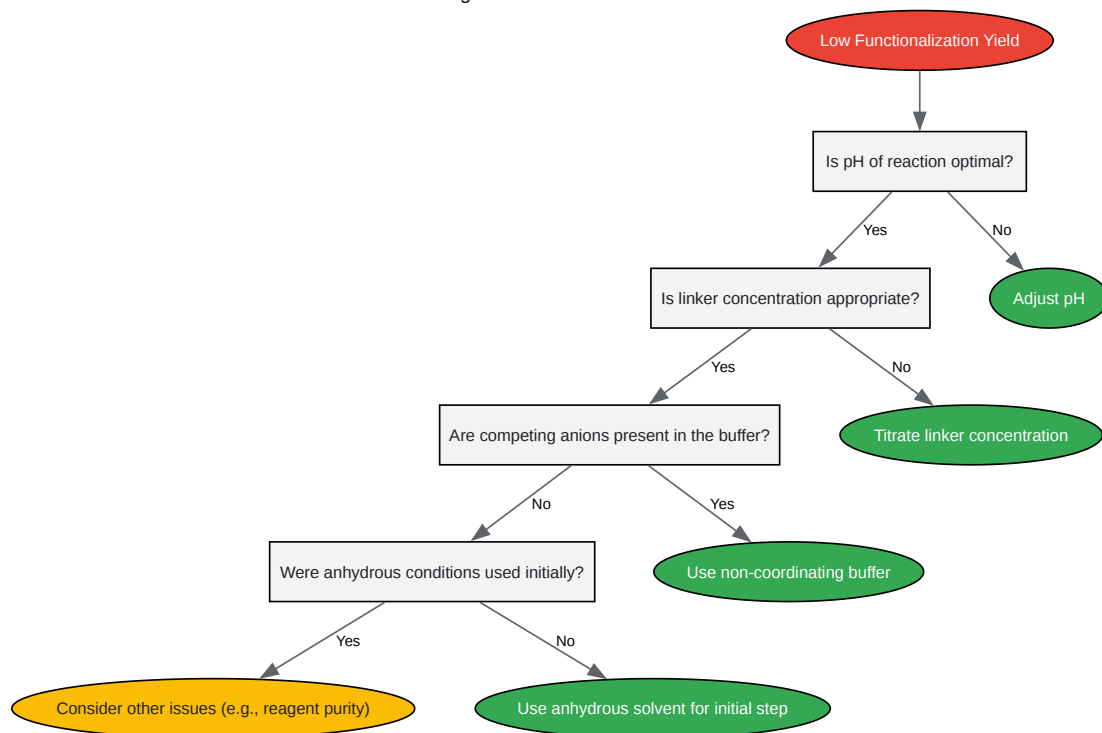 Low Functionalization Yield
Is pH of reaction optimal?
Yes
No
Is linker concentration appropriate?
Adjust pH
Yes
No
Are competing anions present in the buffer?
Titrate linker concentration
No
Yes
Were anhydrous conditions used initially?
Use non-coordinating buffer
Yes
No
Consider other issues (e.g., reagent purity)
Use anhydrous solvent for initial step